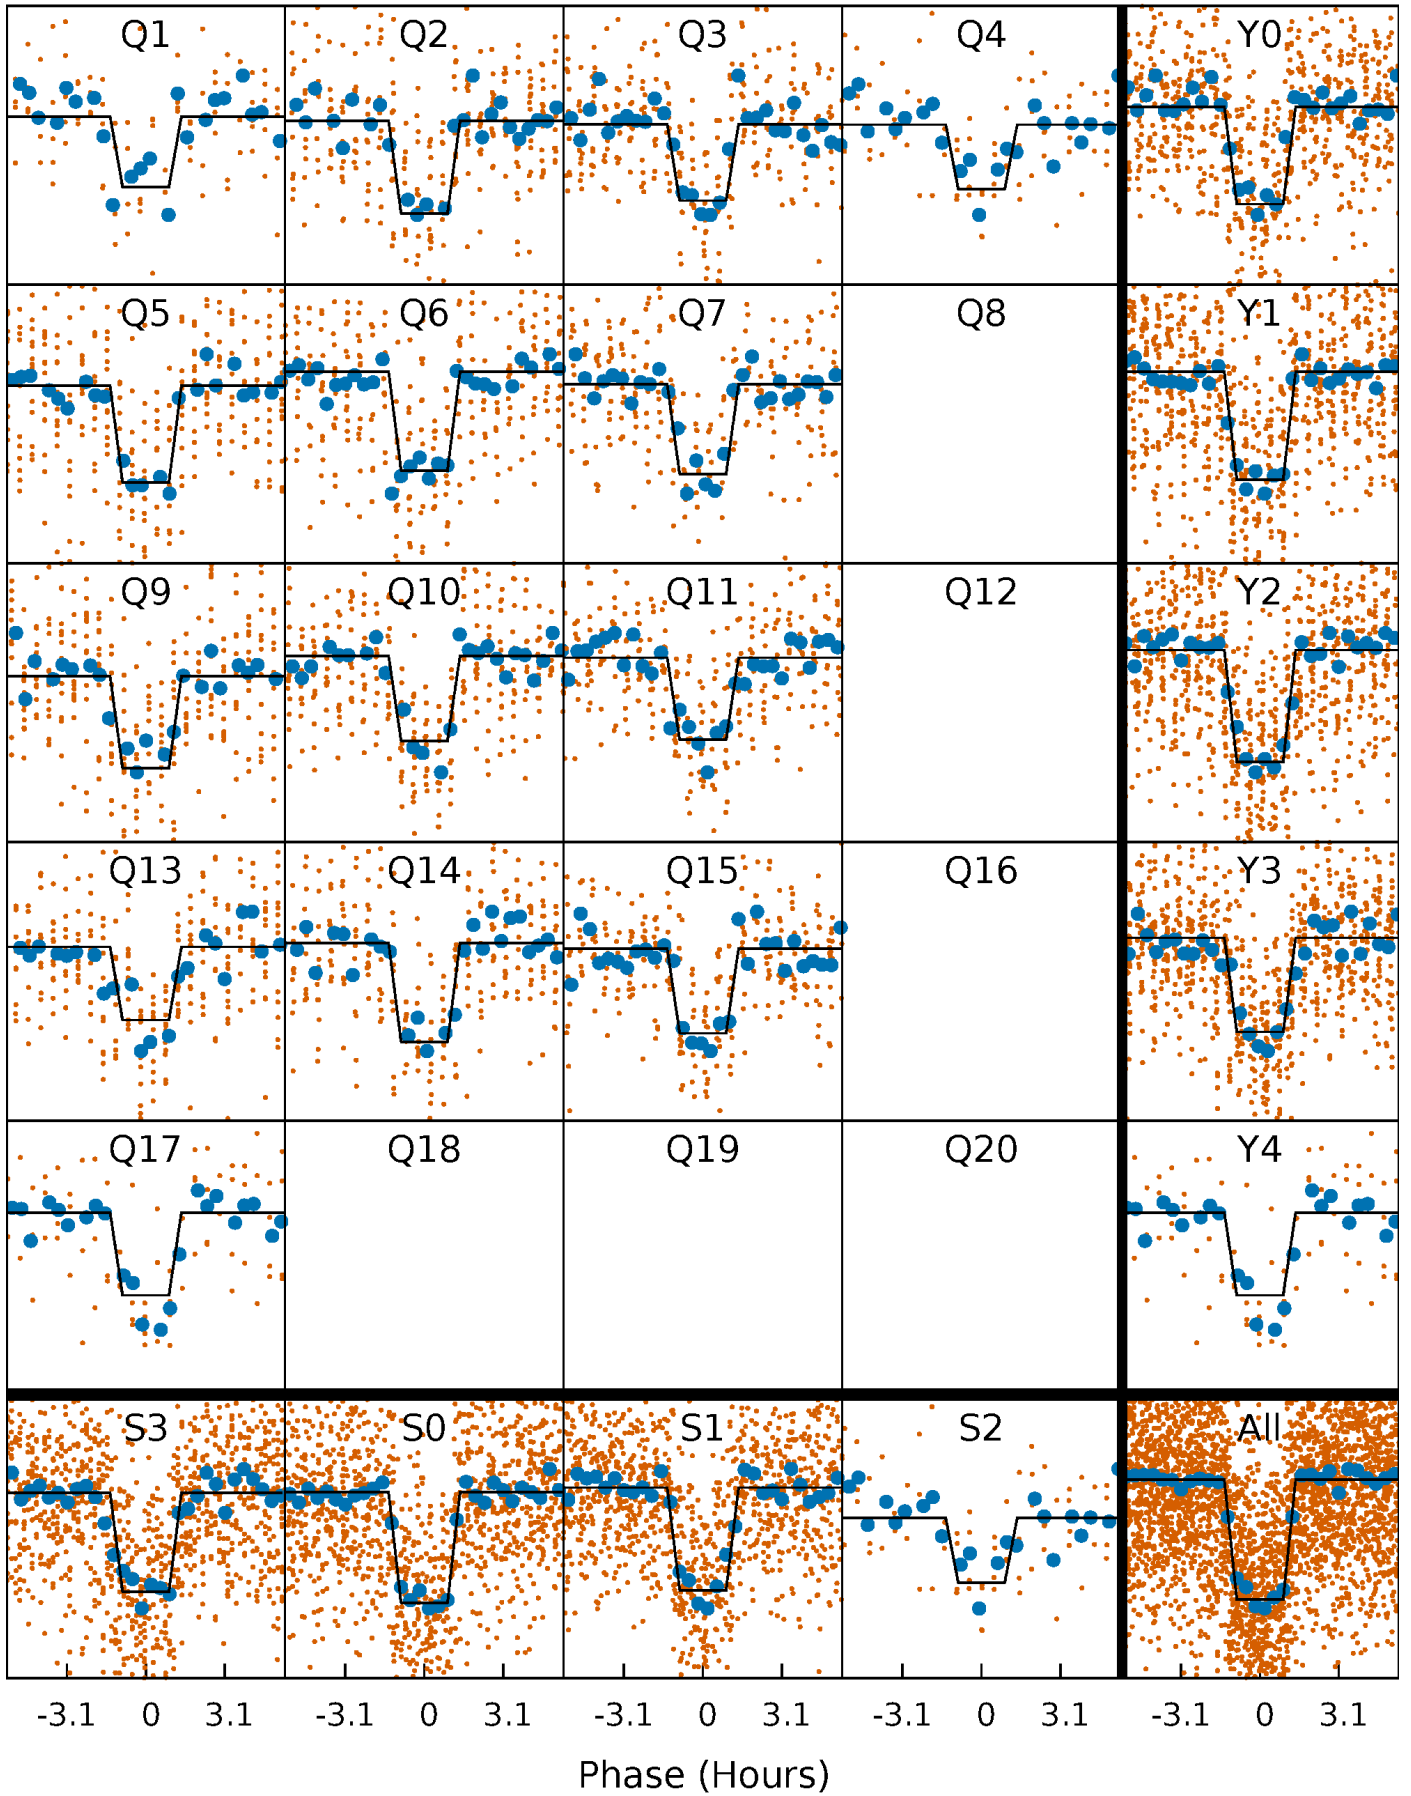 Q1 Q2 Q3 Q4 Y0
Q5 Q6 Q7 Q8 Y1
Q9 Q10 Q11 Q12 Y2
Q13 Q14 Q15 Q16 Y3
Q17 Q18 Q19 Q20 Y4
S3 S0 S1 S2 All
-3.1 0 3.1 -3.1 0 3.1 -3.1 0 3.1 -3.1 0 3.1 -3.1 0 3.1
Phase (Hours)